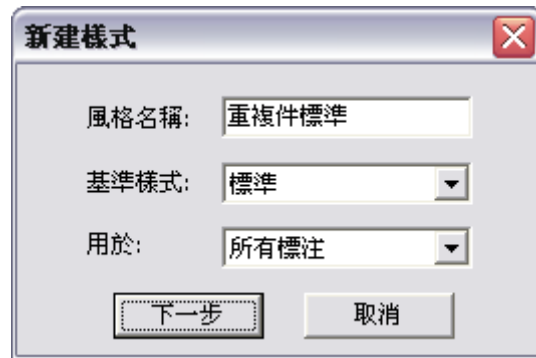 新建樣式
風格名稱: 重複件標準
基準樣式: 標準
用於: 所有標注
下一步 取消